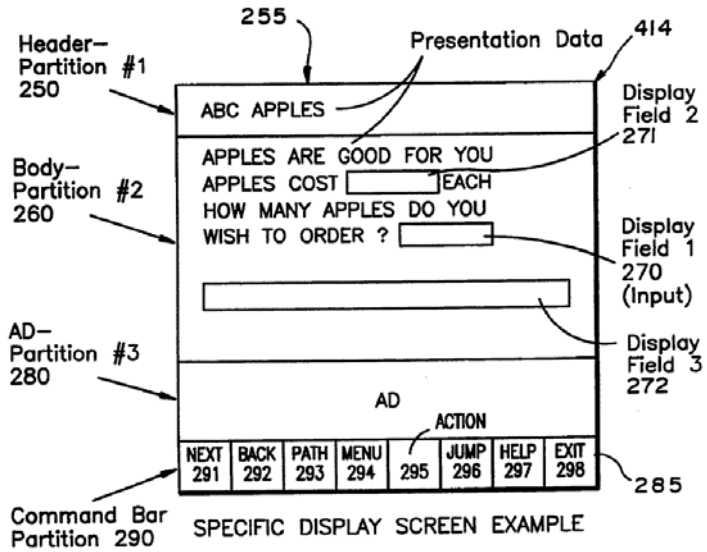 255
Presentation Data
414
Header-
Partition #1
250
ABC APPLES
Display
Field 2
271
Body-
Partition #2
260
APPLES ARE GOOD FOR YOU
APPLES COST EACH
HOW MANY APPLES DO YOU
WISH TO ORDER ?
Display
Field 1
270
(Input)
AD-
Partition #3
280
Display
Field 3
272
AD
ACTION
NEXT 291
BACK 292
PATH 293
MENU 294
295
JUMP 296
HELP 297
EXIT 298
285
Command Bar
Partition 290
SPECIFIC DISPLAY SCREEN EXAMPLE